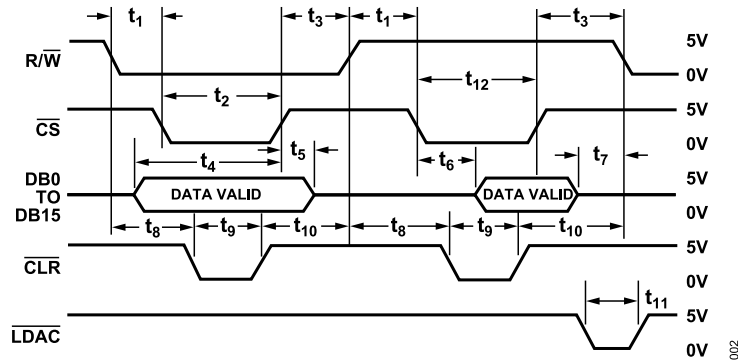 t1 t3 t1 t3
R/W 5V
0V
t2 t12
CS 5V
0V
t4 t5 t6 t7
DB0 TO DB15 DATA VALID DATA VALID 5V
0V
t8 t9 t10 t8 t9 t10
CLR 5V
0V
t11
LDAC 5V
0V
002